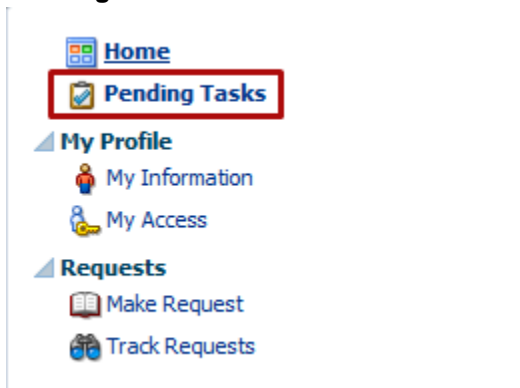 Home
Pending Tasks
My Profile
My Information
My Access
Requests
Make Request
Track Requests